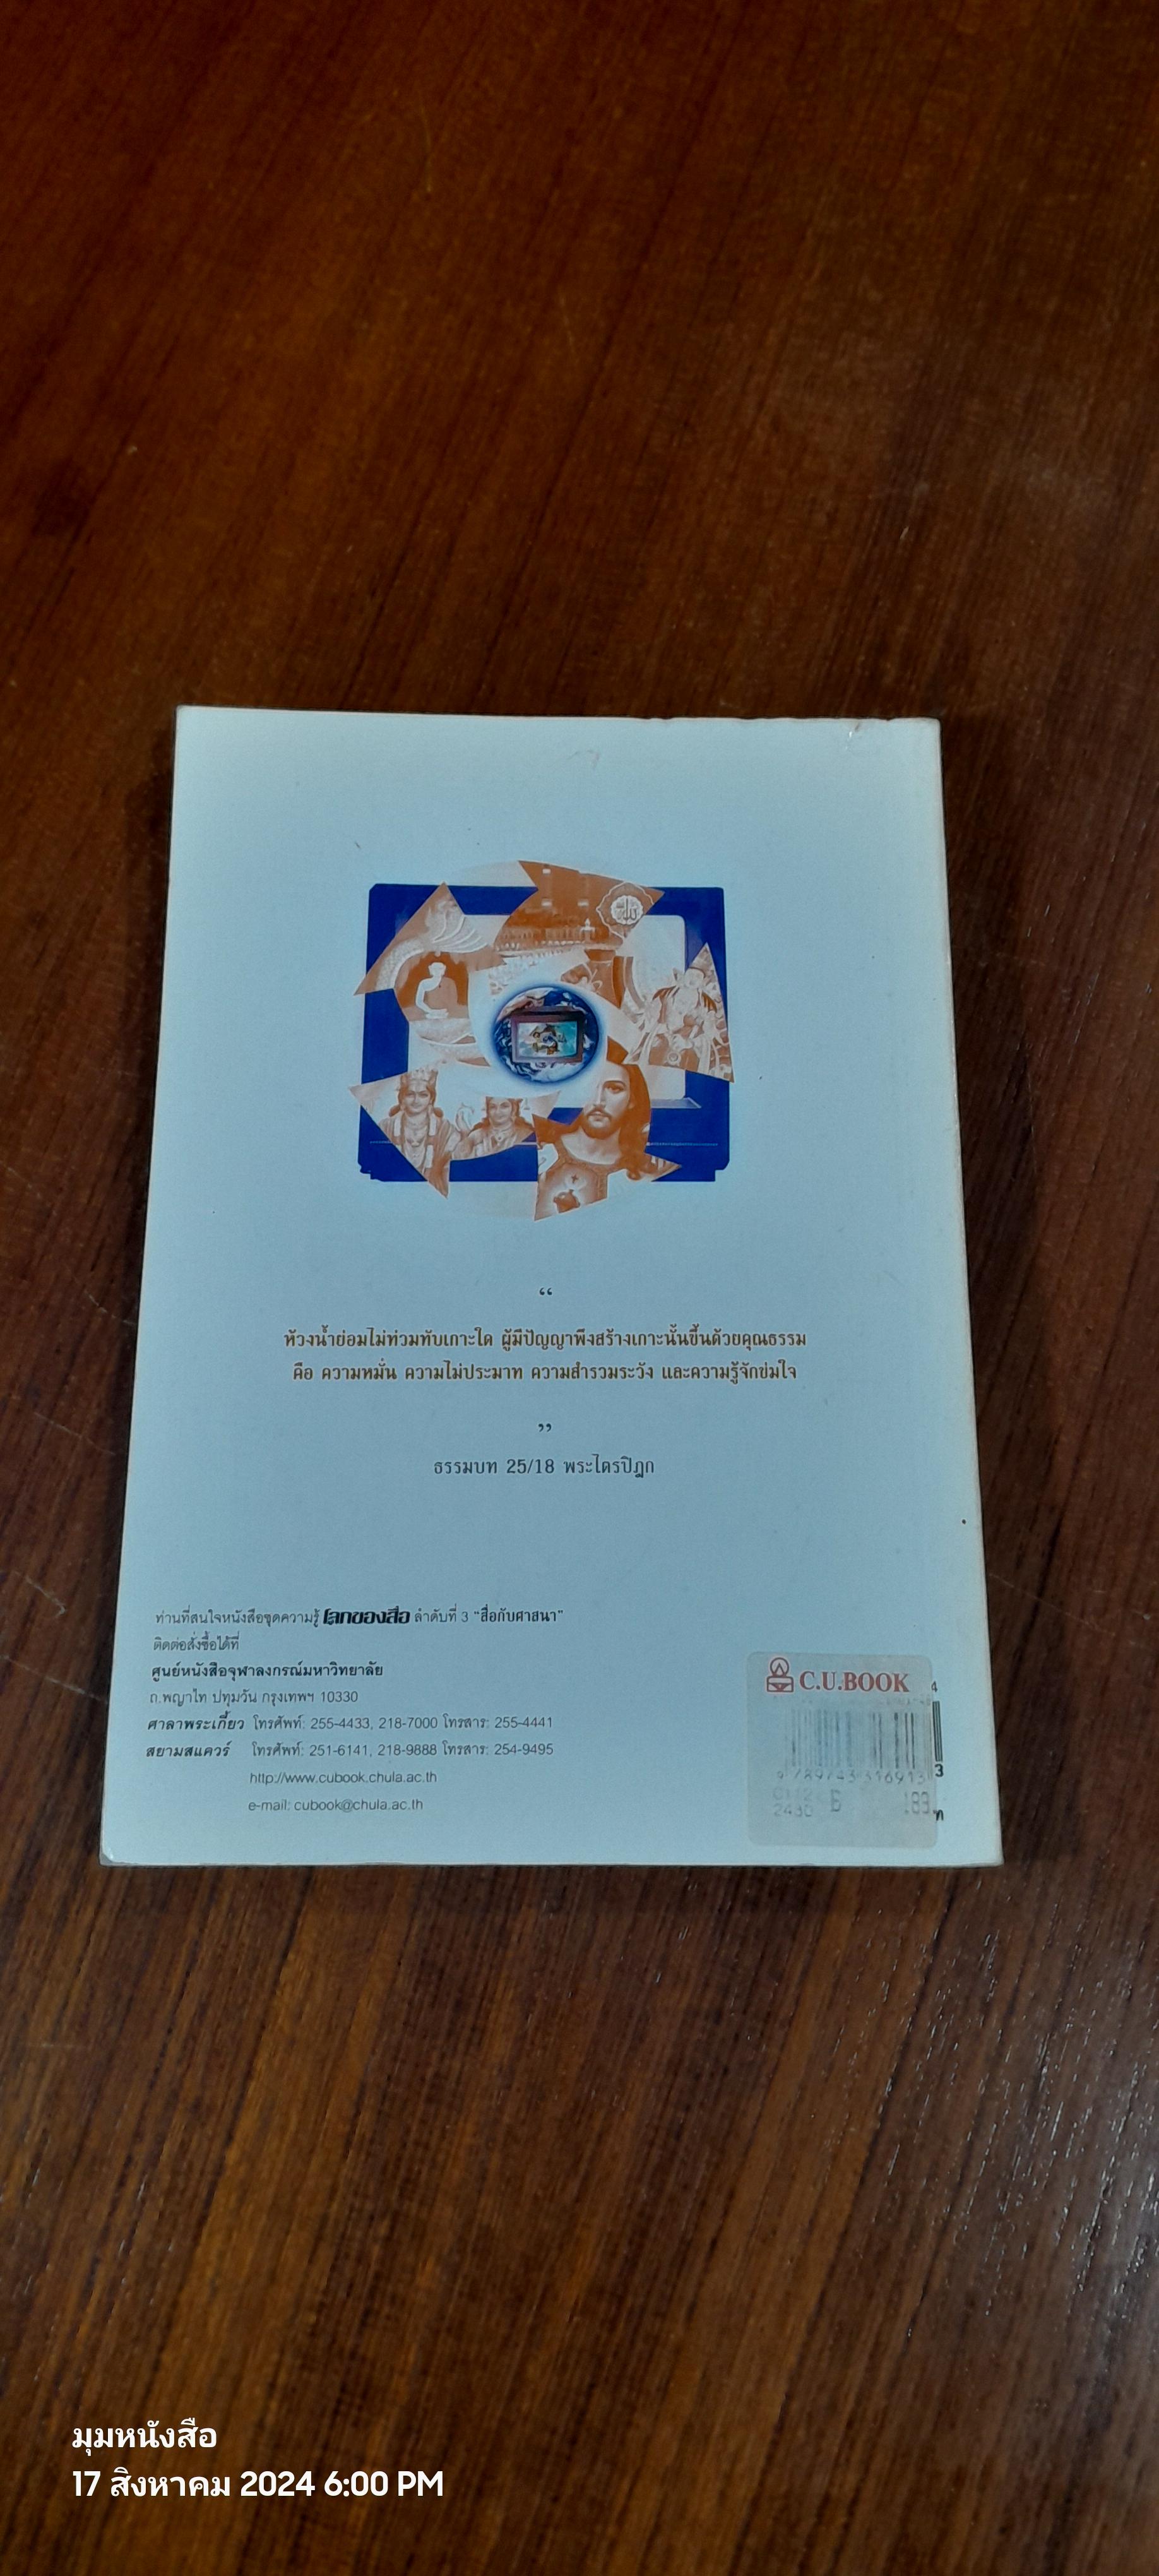 “
ห้วงน้ำย่อมไม่ท่วมทับเกาะใด ผู้มีปัญญาพึงสร้างเกาะนั้นขึ้นด้วยคุณธรรม
คือ ความหมั่น ความไม่ประมาท ความสำรวมระวัง และความรู้จักข่มใจ
”
ธรรมบท 25/18 พระไตรปิฎก
ท่านที่สนใจหนังสือชุดความรู้ โลกของสื่อ ลำดับที่ 3 "สื่อกับศาสนา"
ติดต่อสั่งซื้อได้ที่
ศูนย์หนังสือจุฬาลงกรณ์มหาวิทยาลัย
ถ.พญาไท ปทุมวัน กรุงเทพฯ 10330
ศาลาพระเกี้ยว โทรศัพท์: 255-4433, 218-7000 โทรสาร: 255-4441
สยามสแควร์ โทรศัพท์: 251-6141, 218-9888 โทรสาร: 254-9495
http://www.cubook.chula.ac.th
e-mail: cubook@chula.ac.th
C.U.BOOK
มุมหนังสือ
17 สิงหาคม 2024 6:00 PM